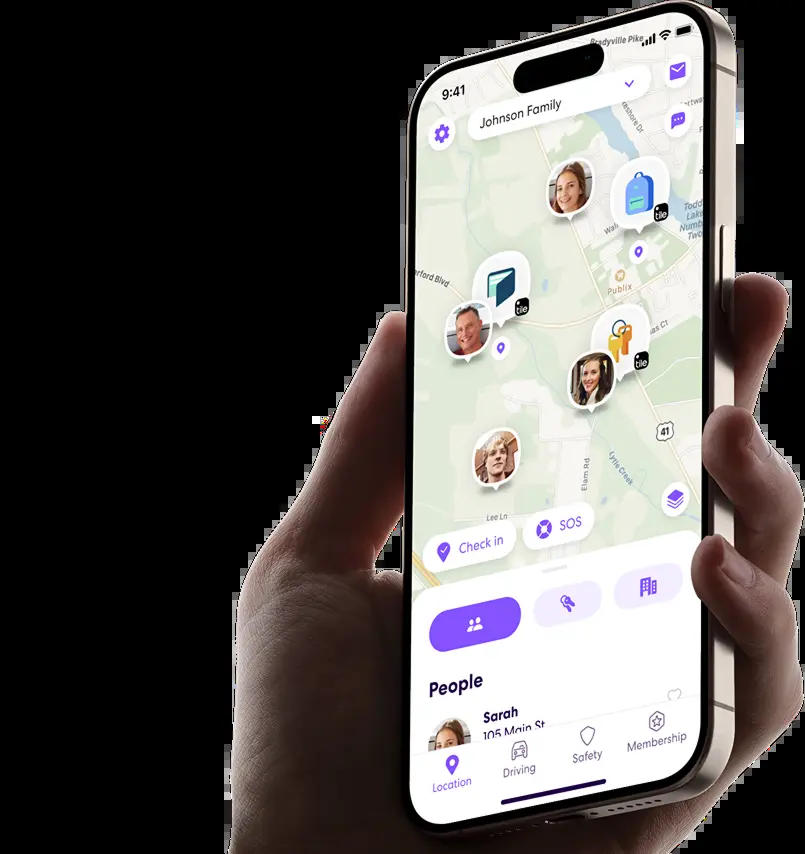 Bradyville Pike
9:41
Johnson Family
tile
Publix
tile
tile
41
Elam Rd
Lytle Creek
Lee Ln
Check in
SOS
People
Sarah
105 Main St
Location
Driving
Safety
Membership